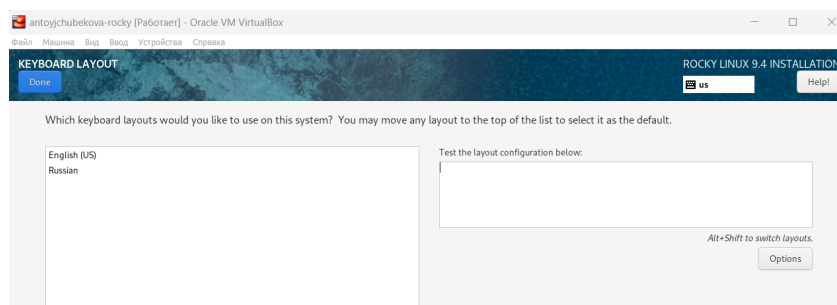 antoyjchubekova-rocky [Работает] - Oracle VM VirtualBox
Файл Машина Вид Ввод Устройства Справка
KEYBOARD LAYOUT
ROCKY LINUX 9.4 INSTALLATION
Done
us
Help!
Which keyboard layouts would you like to use on this system? You may move any layout to the top of the list to select it as the default.
English (US)
Russian
Test the layout configuration below:
Alt+Shift to switch layouts.
Options